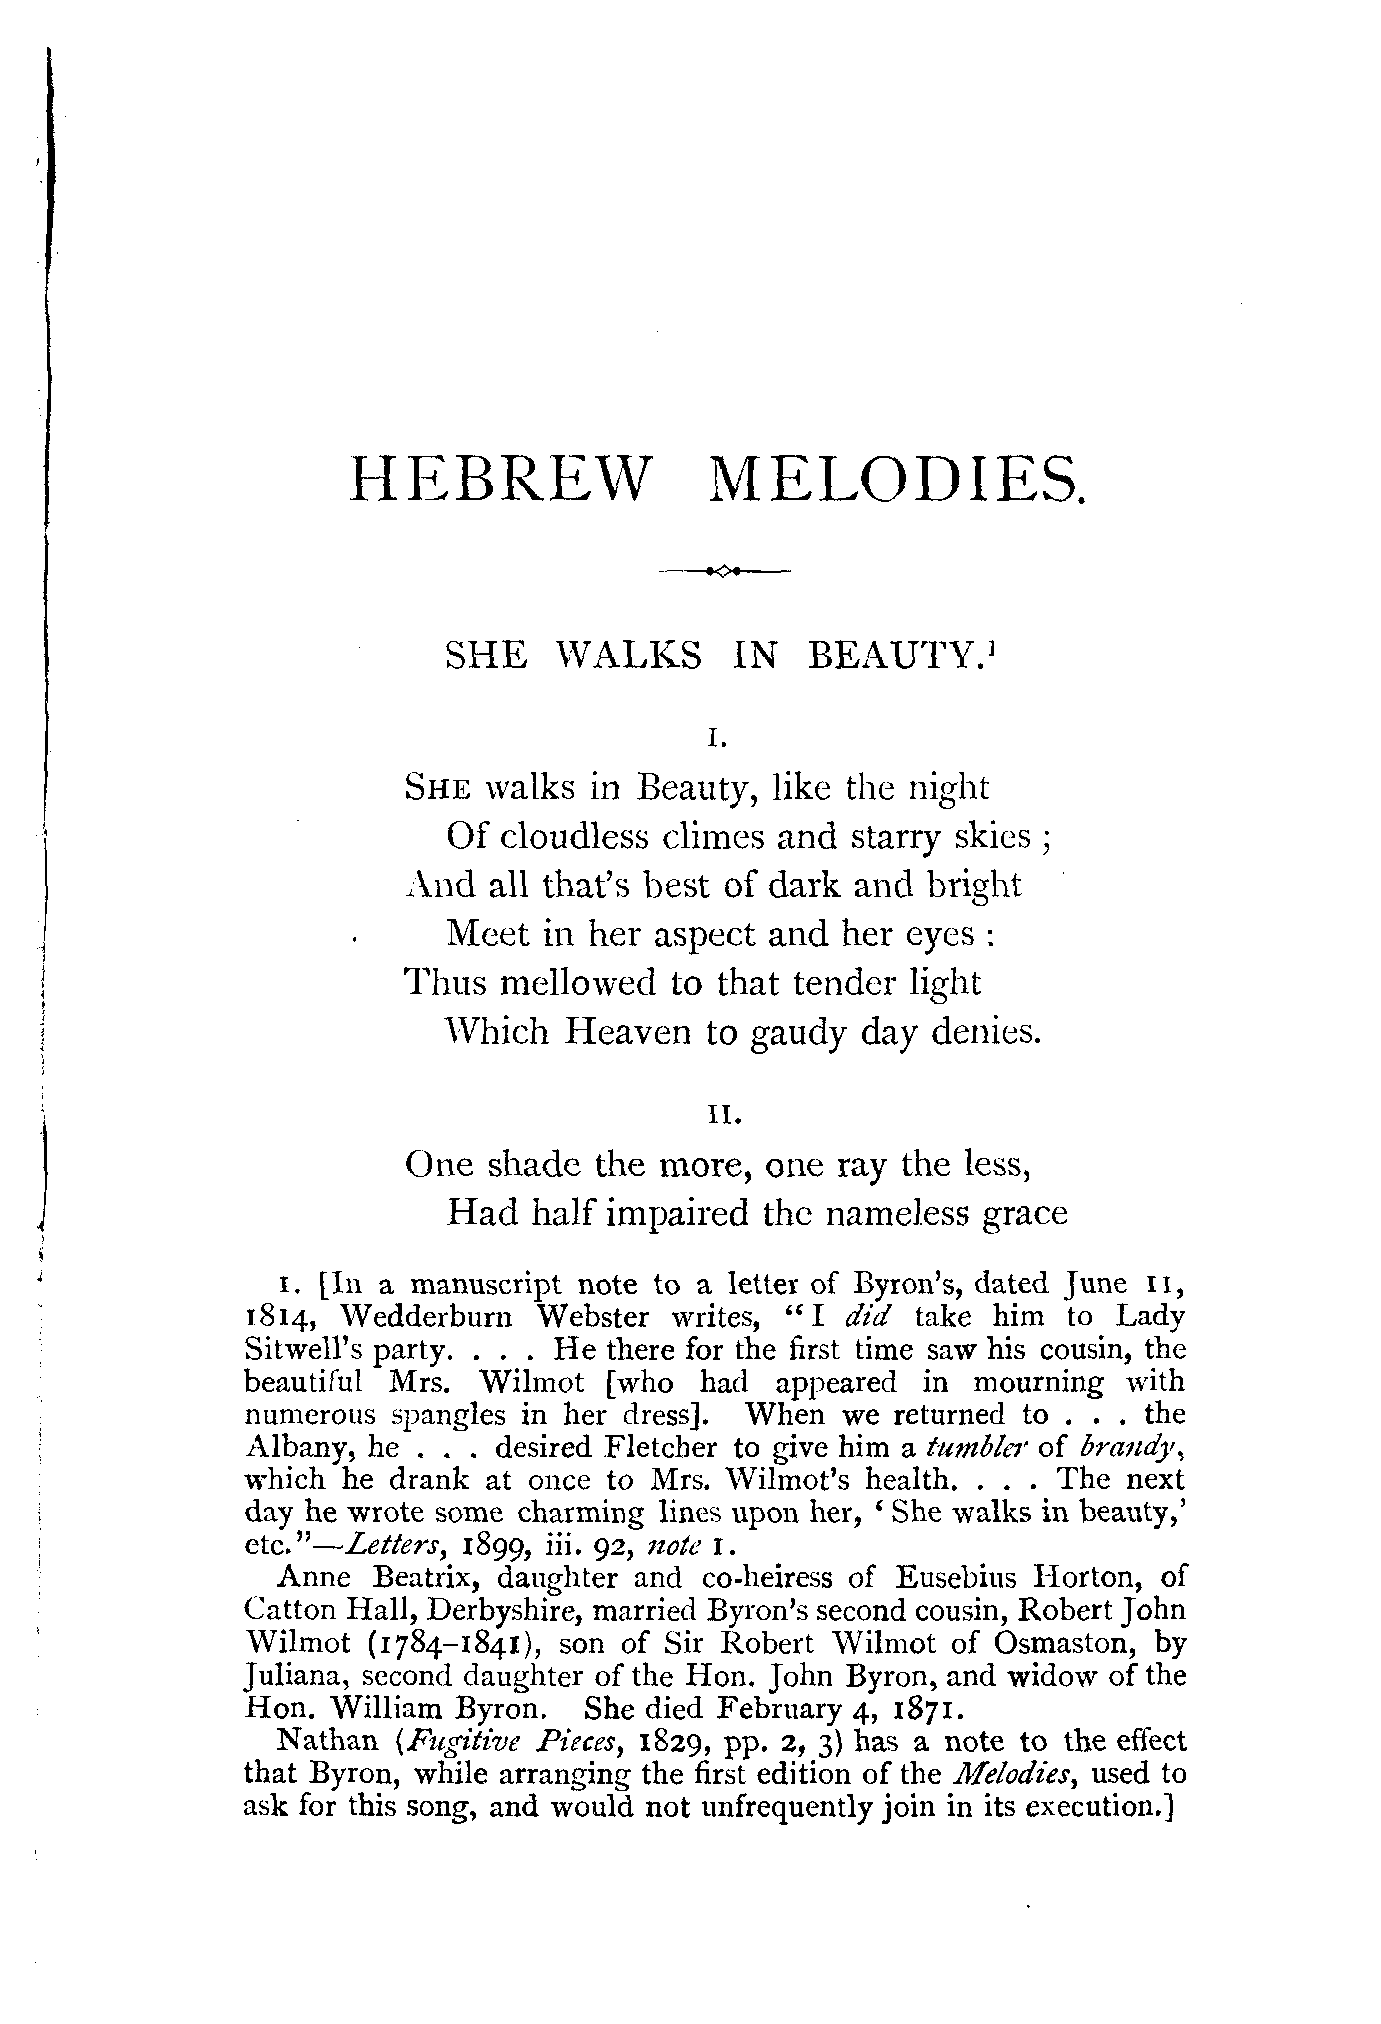 HEBREW MELODIES.
SHE WALKS IN BEAUTY.¹
I.
SHE walks in Beauty, like the night
Of cloudless climes and starry skies ;
And all that's best of dark and bright
Meet in her aspect and her eyes :
Thus mellowed to that tender light
Which Heaven to gaudy day denies.
II.
One shade the more, one ray the less,
Had half impaired the nameless grace
1. [In a manuscript note to a letter of Byron's, dated June 11,
1814, Wedderburn Webster writes, "I did take him to Lady
Sitwell's party. . . . He there for the first time saw his cousin, the
beautiful Mrs. Wilmot [who had appeared in mourning with
numerous spangles in her dress]. When we returned to . . . the
Albany, he . . . desired Fletcher to give him a tumbler of brandy,
which he drank at once to Mrs. Wilmot's health. . . . The next
day he wrote some charming lines upon her, ‘She walks in beauty,’
etc."—Letters, 1899, iii. 92, note 1.
Anne Beatrix, daughter and co-heiress of Eusebius Horton, of
Catton Hall, Derbyshire, married Byron's second cousin, Robert John
Wilmot (1784–1841), son of Sir Robert Wilmot of Osmaston, by
Juliana, second daughter of the Hon. John Byron, and widow of the
Hon. William Byron. She died February 4, 1871.
Nathan (Fugitive Pieces, 1829, pp. 2, 3) has a note to the effect
that Byron, while arranging the first edition of the Melodies, used to
ask for this song, and would not unfrequently join in its execution.]